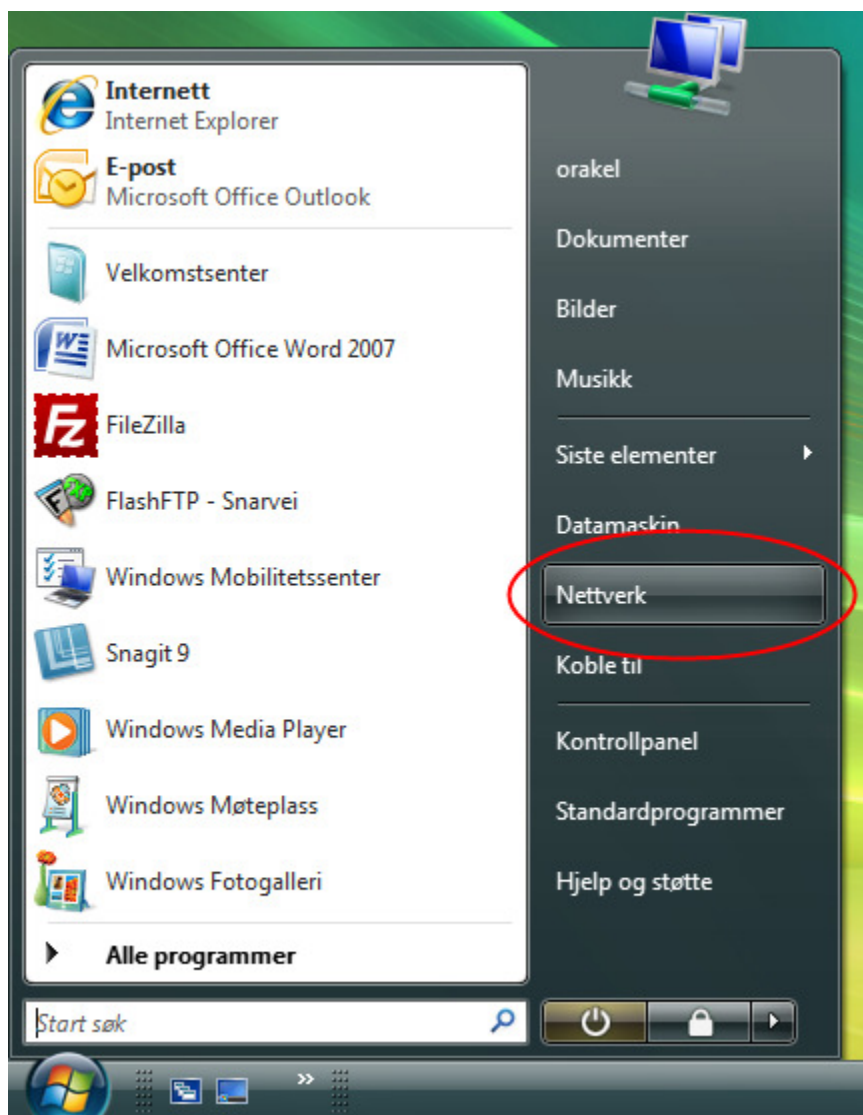 Internett
Internet Explorer
E-post
Microsoft Office Outlook
Velkomstsenter
Microsoft Office Word 2007
FileZilla
FlashFTP - Snarvei
Windows Mobilitetssenter
Snagit 9
Windows Media Player
Windows Møteplass
Windows Fotogalleri
Alle programmer
Start søk
orakel
Dokumenter
Bilder
Musikk
Siste elementer
Datamaskin
Nettverk
Koble til
Kontrollpanel
Standardprogrammer
Hjelp og støtte